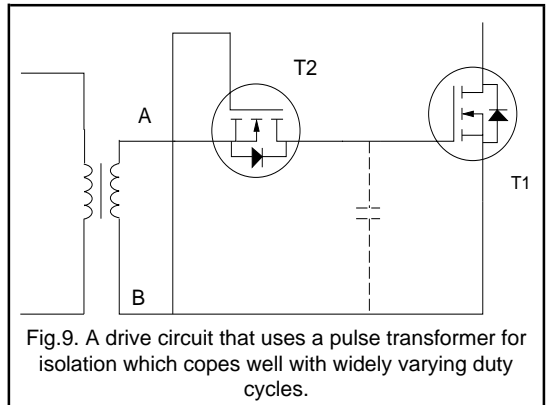 T2
A
T1
B
Fig.9. A drive circuit that uses a pulse transformer for
isolation which copes well with widely varying duty
cycles.